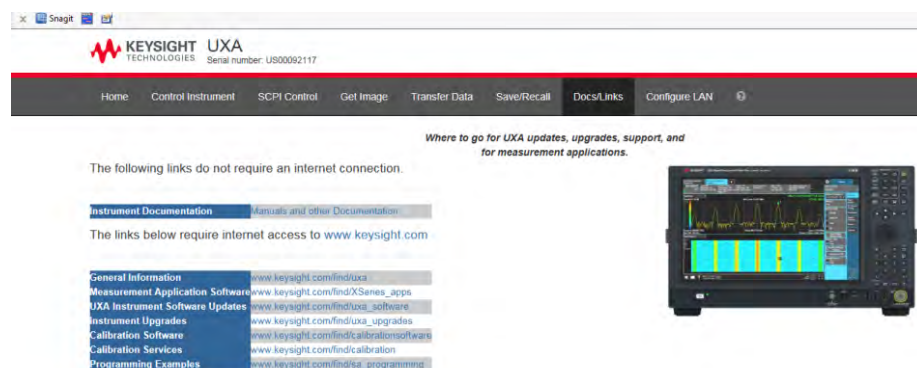 x Snagit
KEYSIGHT UXA
TECHNOLOGIES Serial number: US00092117
Home Control Instrument SCPI Control Get Image Transfer Data Save/Recall Docs/Links Configure LAN
Where to go for UXA updates, upgrades, support, and
for measurement applications.
The following links do not require an internet connection.
Instrument Documentation Manuals and other Documentation
The links below require internet access to www.keysight.com
General Information www.keysight.com/find/uxa
Measurement Application Software www.keysight.com/find/XSeries_apps
UXA Instrument Software Updates www.keysight.com/find/uxa_software
Instrument Upgrades www.keysight.com/find/uxa_upgrades
Calibration Software www.keysight.com/find/calibrationsoftware
Calibration Services www.keysight.com/find/calibration
Programming Examples www.keysight.com/find/sa_programming